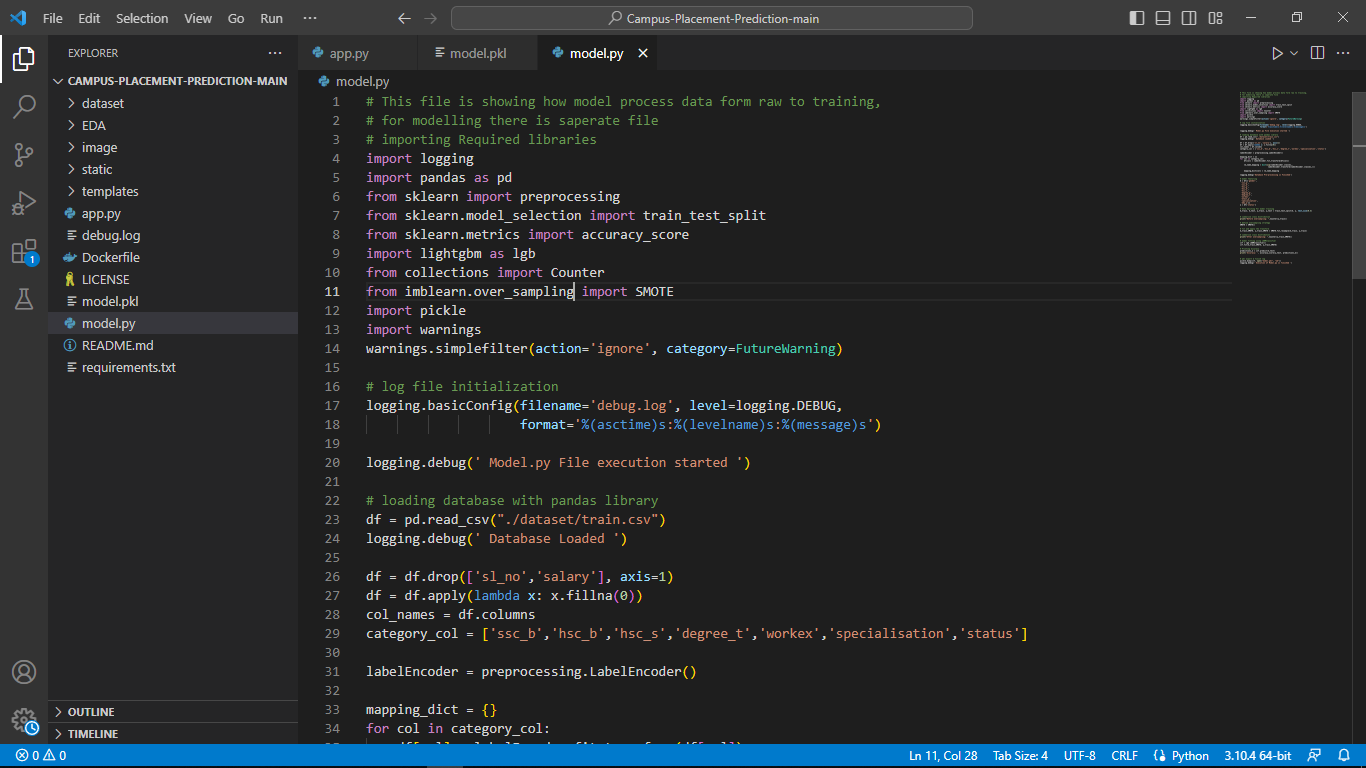 File Edit Selection View Go Run ··· Campus-Placement-Prediction-main
EXPLORER
CAMPUS-PLACEMENT-PREDICTION-MAIN
dataset
EDA
image
static
templates
app.py
debug.log
Dockerfile
LICENSE
model.pkl
model.py
README.md
requirements.txt
OUTLINE
TIMELINE
1
app.py model.pkl model.py
model.py
1 # This file is showing how model process data form raw to training,
2 # for modelling there is saperate file
3 # importing Required libraries
4 import logging
5 import pandas as pd
6 from sklearn import preprocessing
7 from sklearn.model_selection import train_test_split
8 from sklearn.metrics import accuracy_score
9 import lightgbm as lgb
10 from collections import Counter
11 from imblearn.over_sampling import SMOTE
12 import pickle
13 import warnings
14 warnings.simplefilter(action='ignore', category=FutureWarning)
15
16 # log file initialization
17 logging.basicConfig(filename='debug.log', level=logging.DEBUG,
18 format='%(asctime)s:%(levelname)s:%(message)s')
19
20 logging.debug(' Model.py File execution started ')
21
22 # loading database with pandas library
23 df = pd.read_csv("./dataset/train.csv")
24 logging.debug(' Database Loaded ')
25
26 df = df.drop(['sl_no','salary'], axis=1)
27 df = df.apply(lambda x: x.fillna(0))
28 col_names = df.columns
29 category_col = ['ssc_b','hsc_b','hsc_s','degree_t','workex','specialisation','status']
30
31 labelEncoder = preprocessing.LabelEncoder()
32
33 mapping_dict = {}
34 for col in category_col:
0 0 Ln 11, Col 28 Tab Size: 4 UTF-8 CRLF Python 3.10.4 64-bit